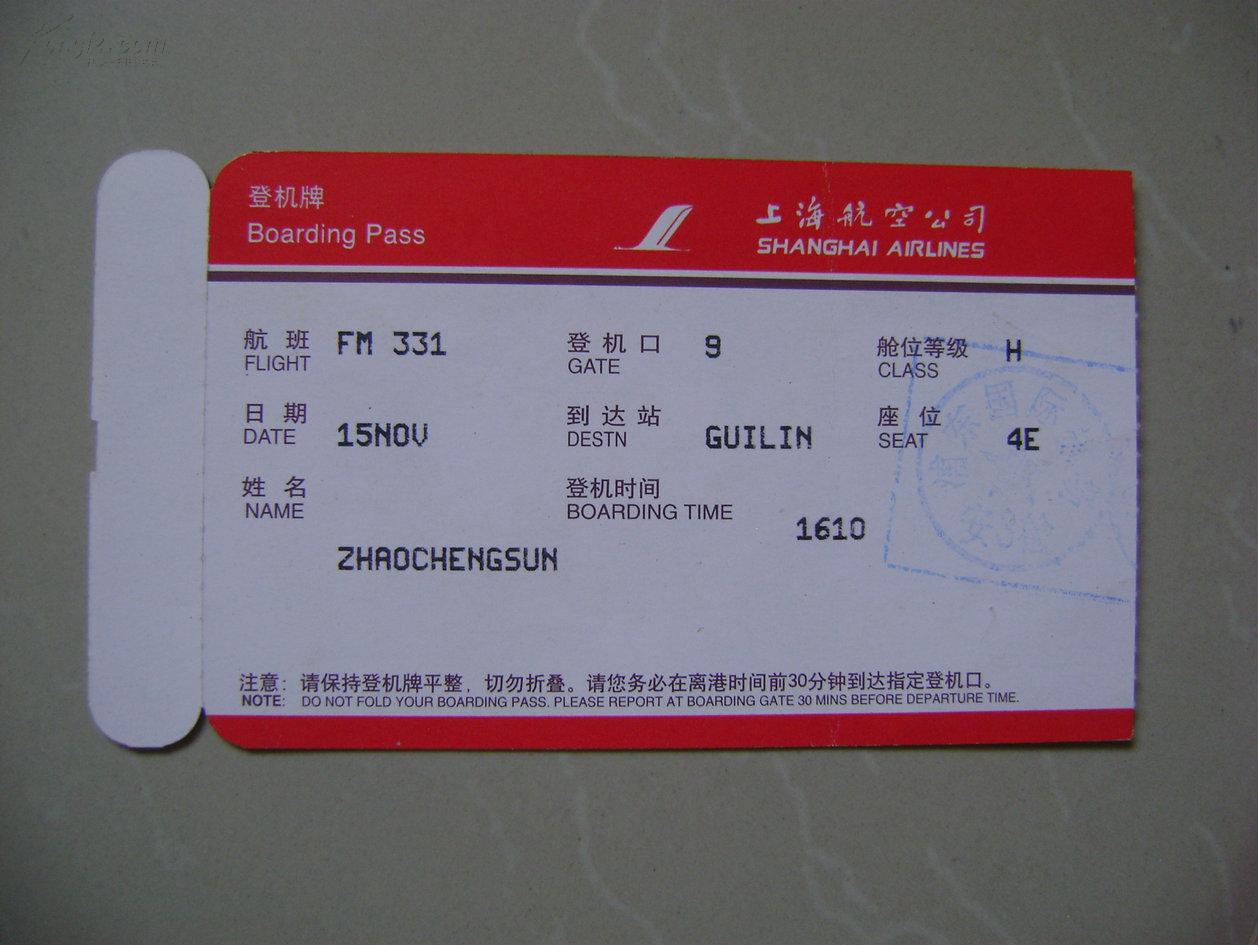 登机牌
Boarding Pass
上海航空公司
SHANGHAI AIRLINES
航 班 FM 331 登 机 口 9 舱位等级 H
FLIGHT GATE CLASS
日 期 15NOV 到 达 站 GUILIN 座 位 4E
DATE DESTN SEAT
姓 名 登机时间
NAME BOARDING TIME 1610
ZHAOCHENGSUN
注意：请保持登机牌平整，切勿折叠。请您务必在离港时间前30分钟到达指定登机口。
NOTE: DO NOT FOLD YOUR BOARDING PASS. PLEASE REPORT AT BOARDING GATE 30 MINS BEFORE DEPARTURE TIME.
国际
安